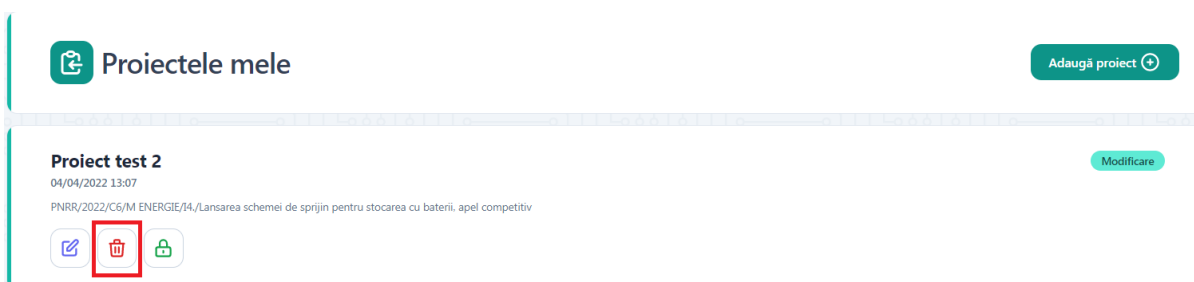 Proiectele mele
Adaugă proiect
Proiect test 2
Modificare
04/04/2022 13:07
PNRR/2022/C6/M ENERGIE/I4./Lansarea schemei de sprijin pentru stocarea cu baterii, apel competitiv